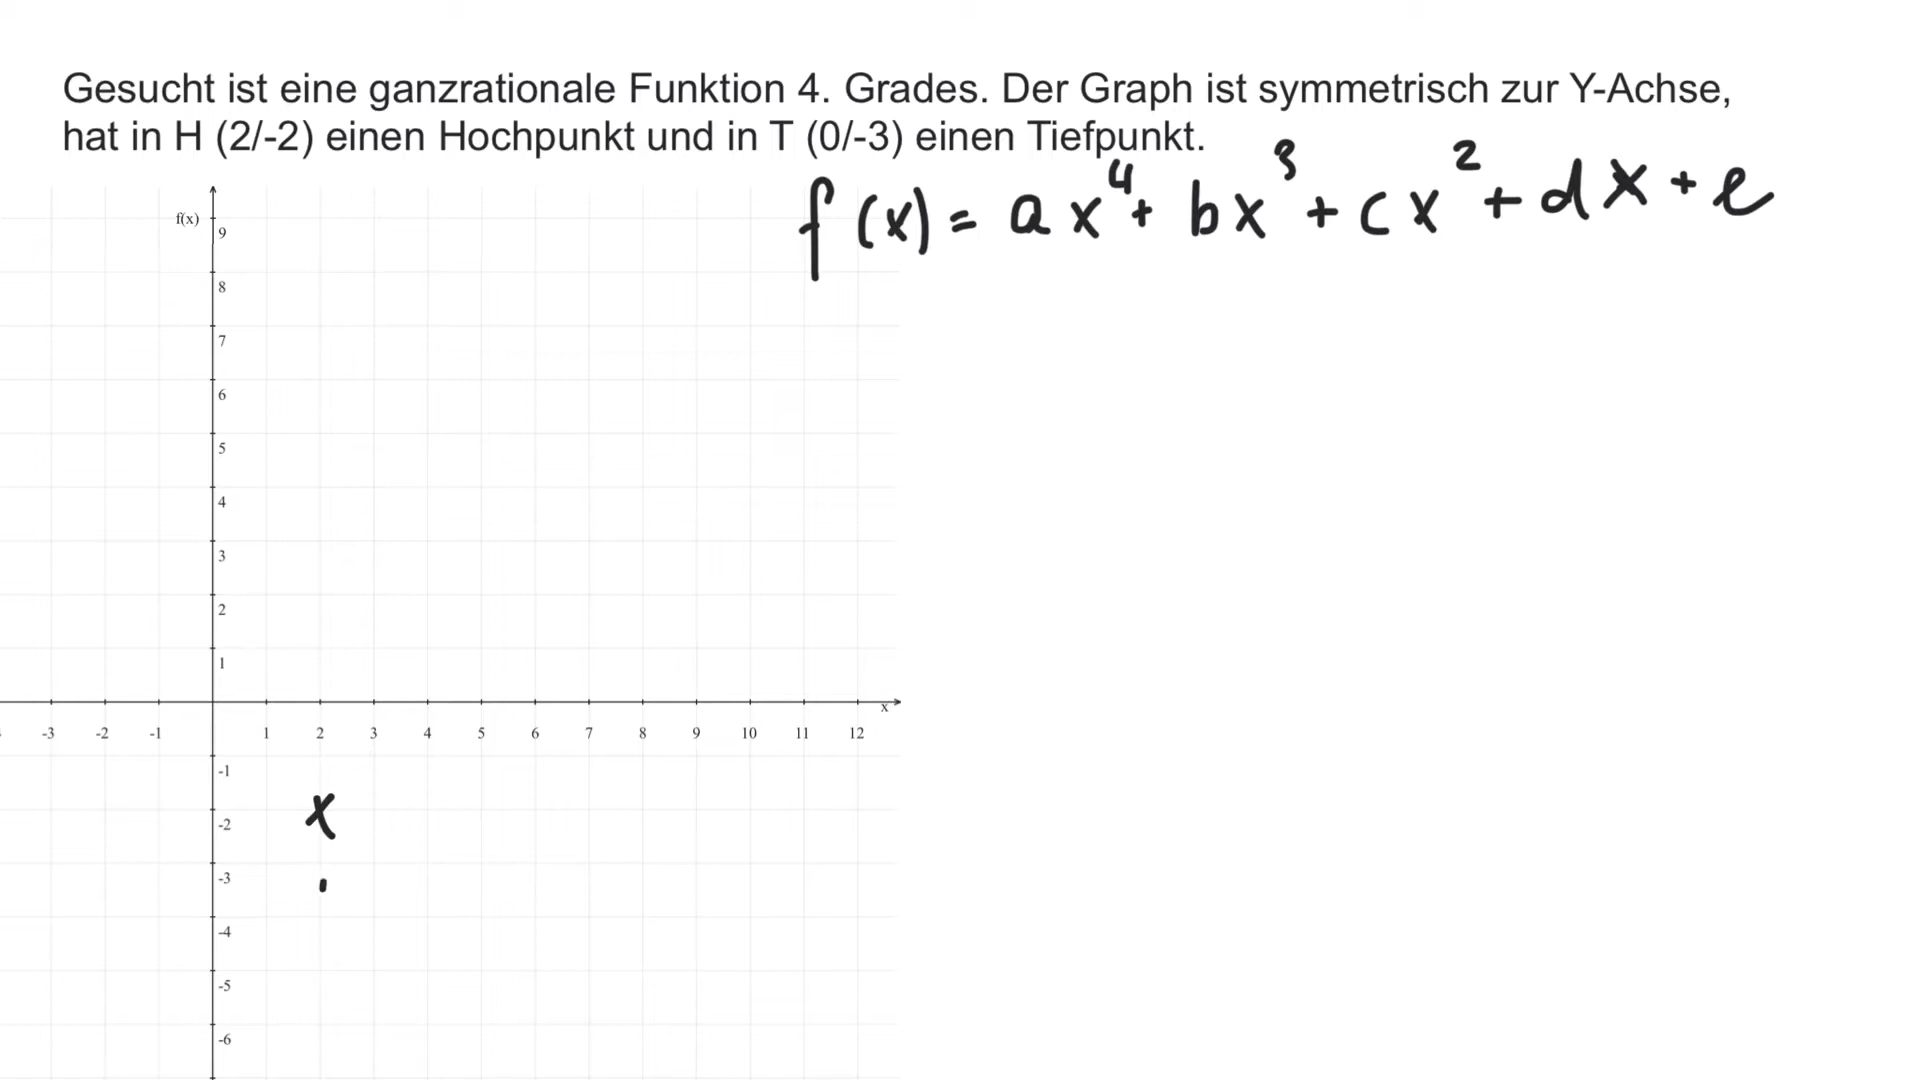 Gesucht ist eine ganzrationale Funktion 4. Grades. Der Graph ist symmetrisch zur Y-Achse,
hat in H (2/-2) einen Hochpunkt und in T (0/-3) einen Tiefpunkt.
f(x) = ax⁴ + bx³ + cx² + dx + e
f(x)
9
8
7
6
5
4
3
2
1
x
-3 -2 -1 1 2 3 4 5 6 7 8 9 10 11 12
-1
x
-2
-3
-4
-5
-6